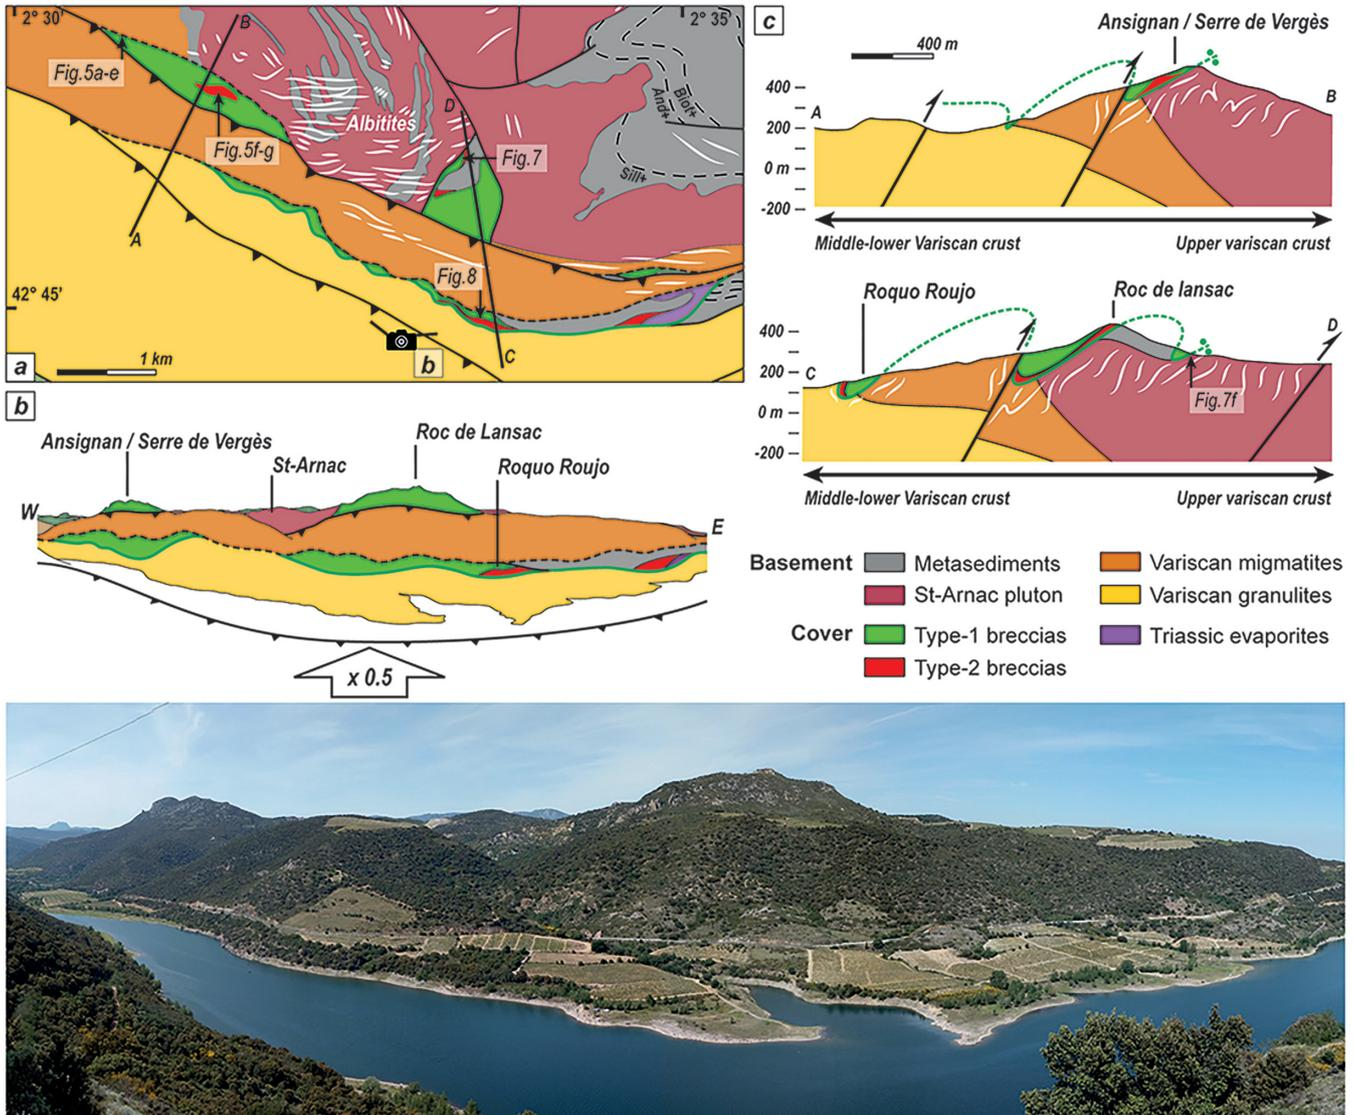 2° 30'
B
2° 35'
Fig.5a-e
Albitites
D
And+
Biot+
Fig.5f-g
Fig.7
Sill+
A
Fig.8
42° 45'
a
1 km
b
C
c
Ansignan / Serre de Vergès
400 m
400
200
0 m
-200
A
B
Middle-lower Variscan crust
Upper variscan crust
Roquo Roujo
Roc de lansac
400
200
0 m
-200
C
D
Fig.7f
Middle-lower Variscan crust
Upper variscan crust
b
Ansignan / Serre de Vergès
St-Arnac
Roc de Lansac
Roquo Roujo
W
E
x 0.5
Basement
Metasediments
Variscan migmatites
St-Arnac pluton
Variscan granulites
Cover
Type-1 breccias
Triassic evaporites
Type-2 breccias